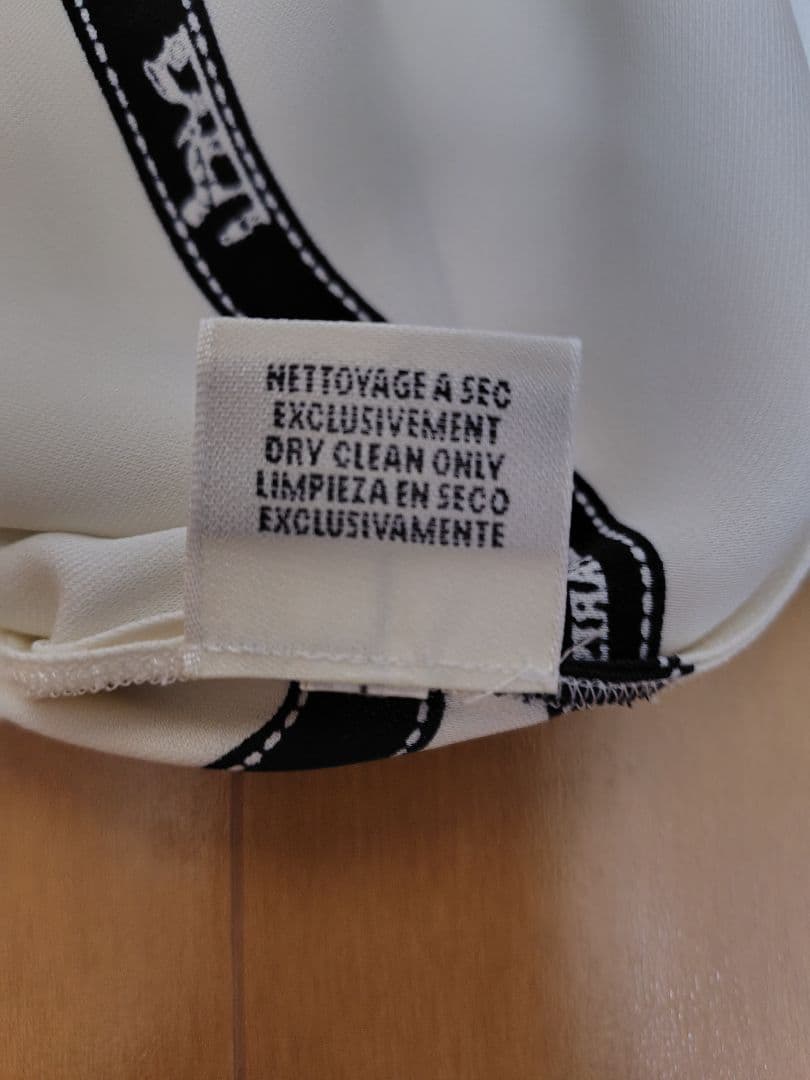 NETTOYAGE A SEC
EXCLUSIVEMENT
DRY CLEAN ONLY
LIMPIEZA EN SECO
EXCLUSIVAMENTE